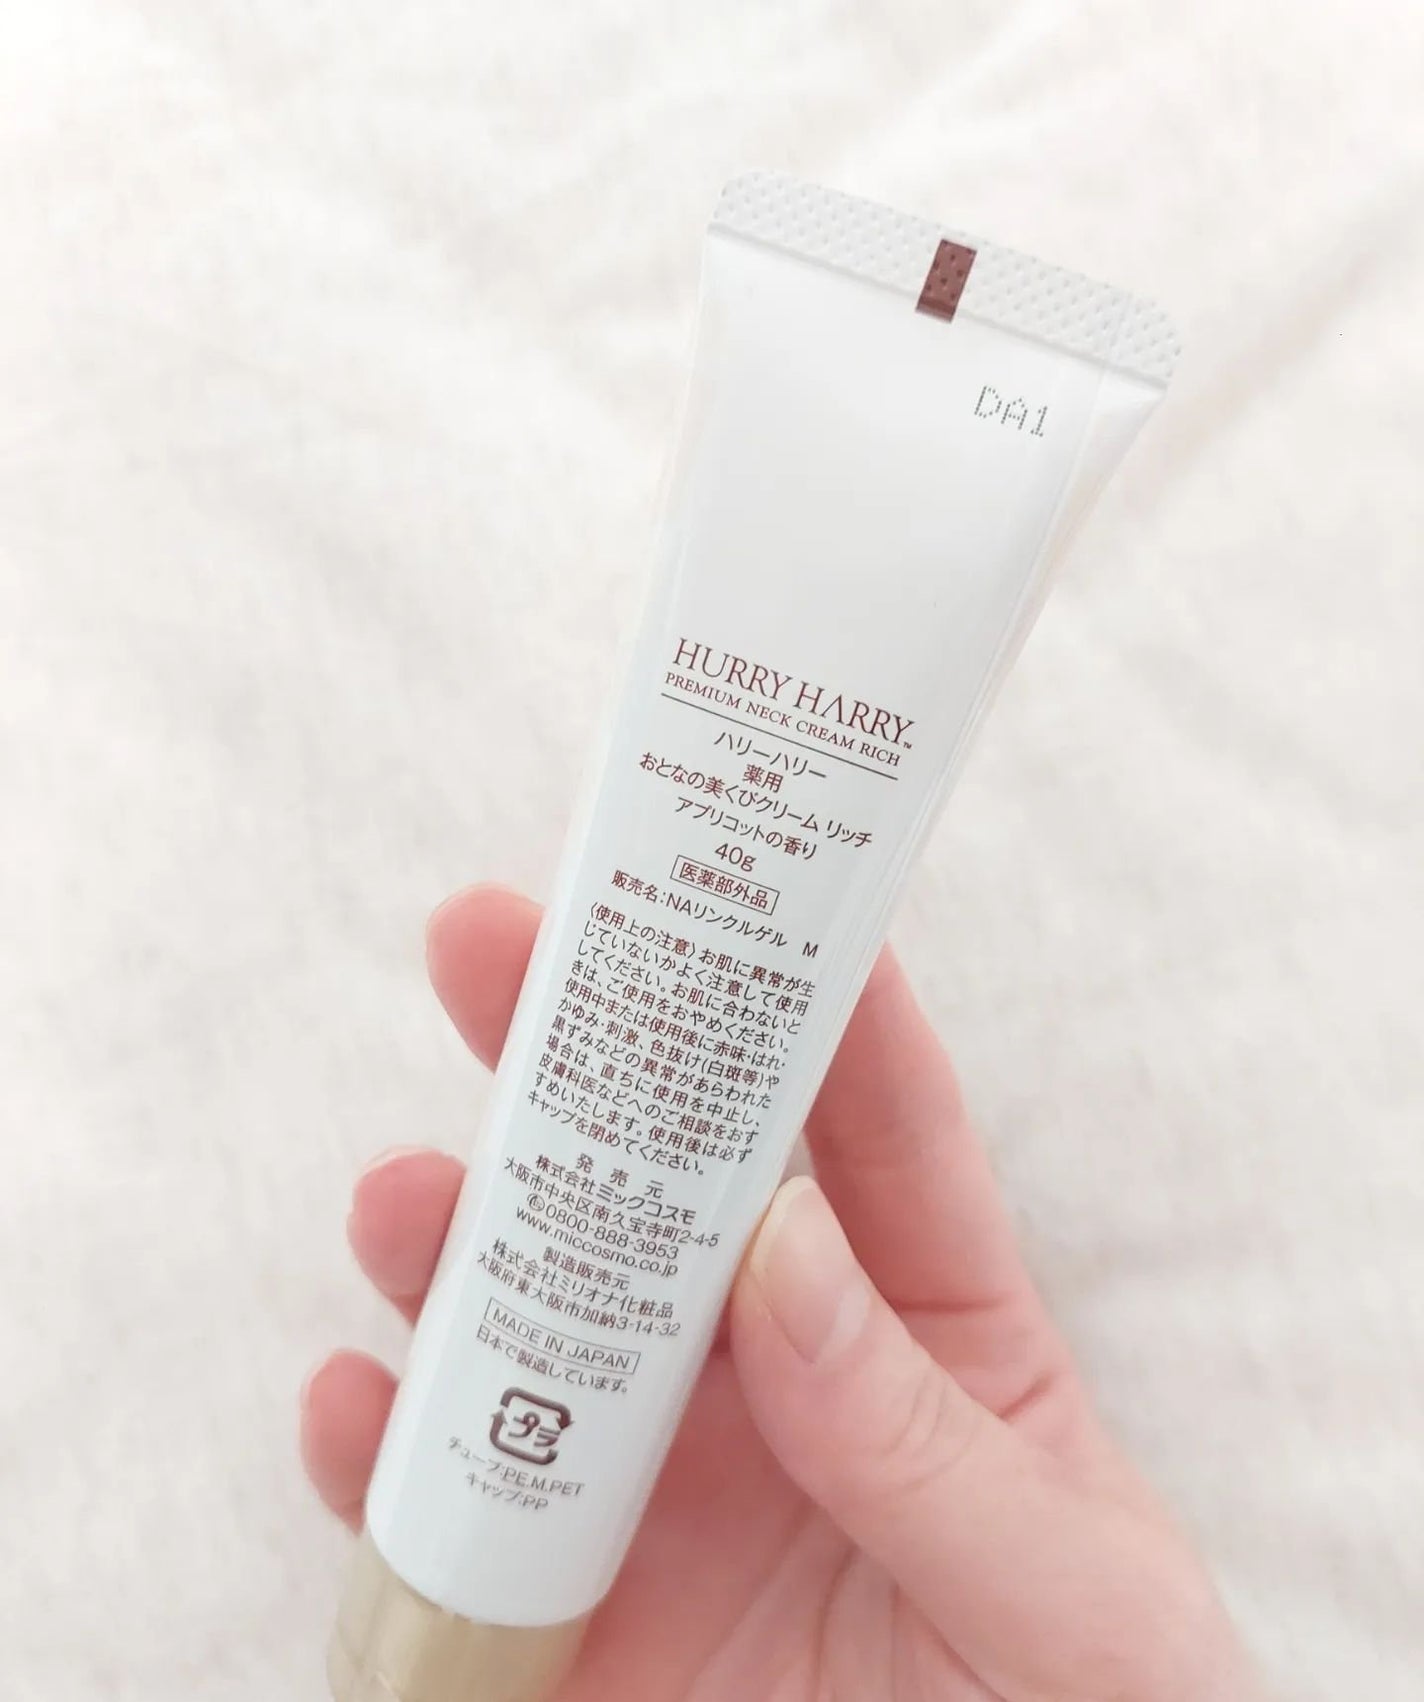 DA1
HURRY HARRY™
PREMIUM NECK CREAM RICH
ハリーハリー
薬用
おとなの美くびクリーム リッチ
アプリコットの香り
40g
医薬部外品
販売名:NAリンクルゲル M
〈使用上の注意〉お肌に異常が生
じていないかよく注意して使用
してください。お肌に合わないと
きは、ご使用をおやめください。
使用中または使用後に赤味・はれ・
かゆみ・刺激、色抜け(白斑等)や
黒ずみなどの異常があらわれた
場合は、直ちに使用を中止し、
皮膚科医などへのご相談をおす
すめいたします。使用後は必ず
キャップを閉めてください。
発 売 元
株式会社ミックコスモ
大阪市中央区南久宝寺町2-4-5
0800-888-3953
www.miccosmo.co.jp
製造販売元
株式会社ミリオナ化粧品
大阪府東大阪市加納3-14-32
MADE IN JAPAN
日本で製造しています。
プラ
チューブ:PE.M.PET
キャップ:PP